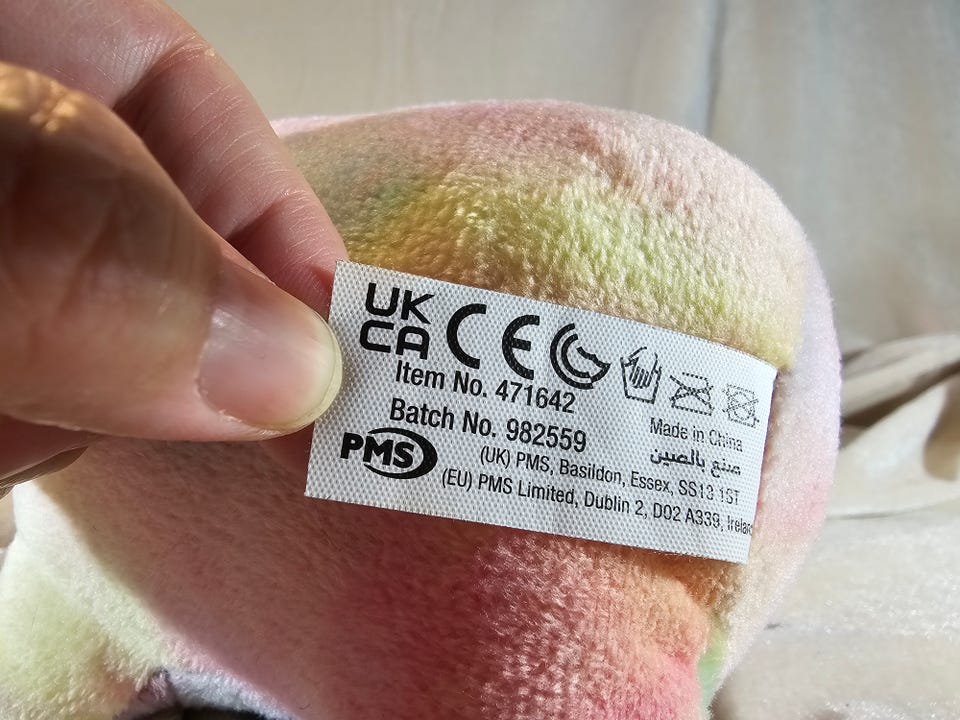 UK
CA CE
Item No. 471642
Batch No. 982559
Made in China
صنع بالصين
PMS
(UK) PMS, Basildon, Essex, SS13 1ST
(EU) PMS Limited, Dublin 2, D02 A339,